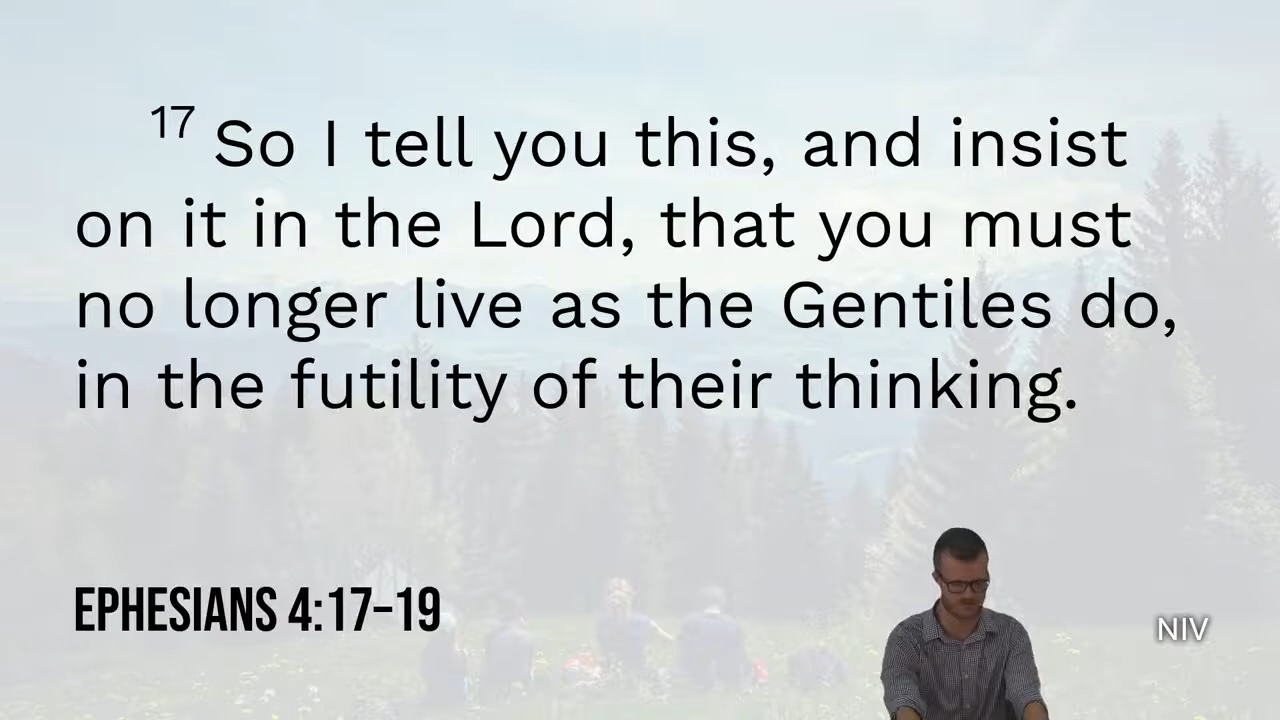 17 So I tell you this, and insist
on it in the Lord, that you must
no longer live as the Gentiles do,
in the futility of their thinking.
EPHESIANS 4:17–19
NIV